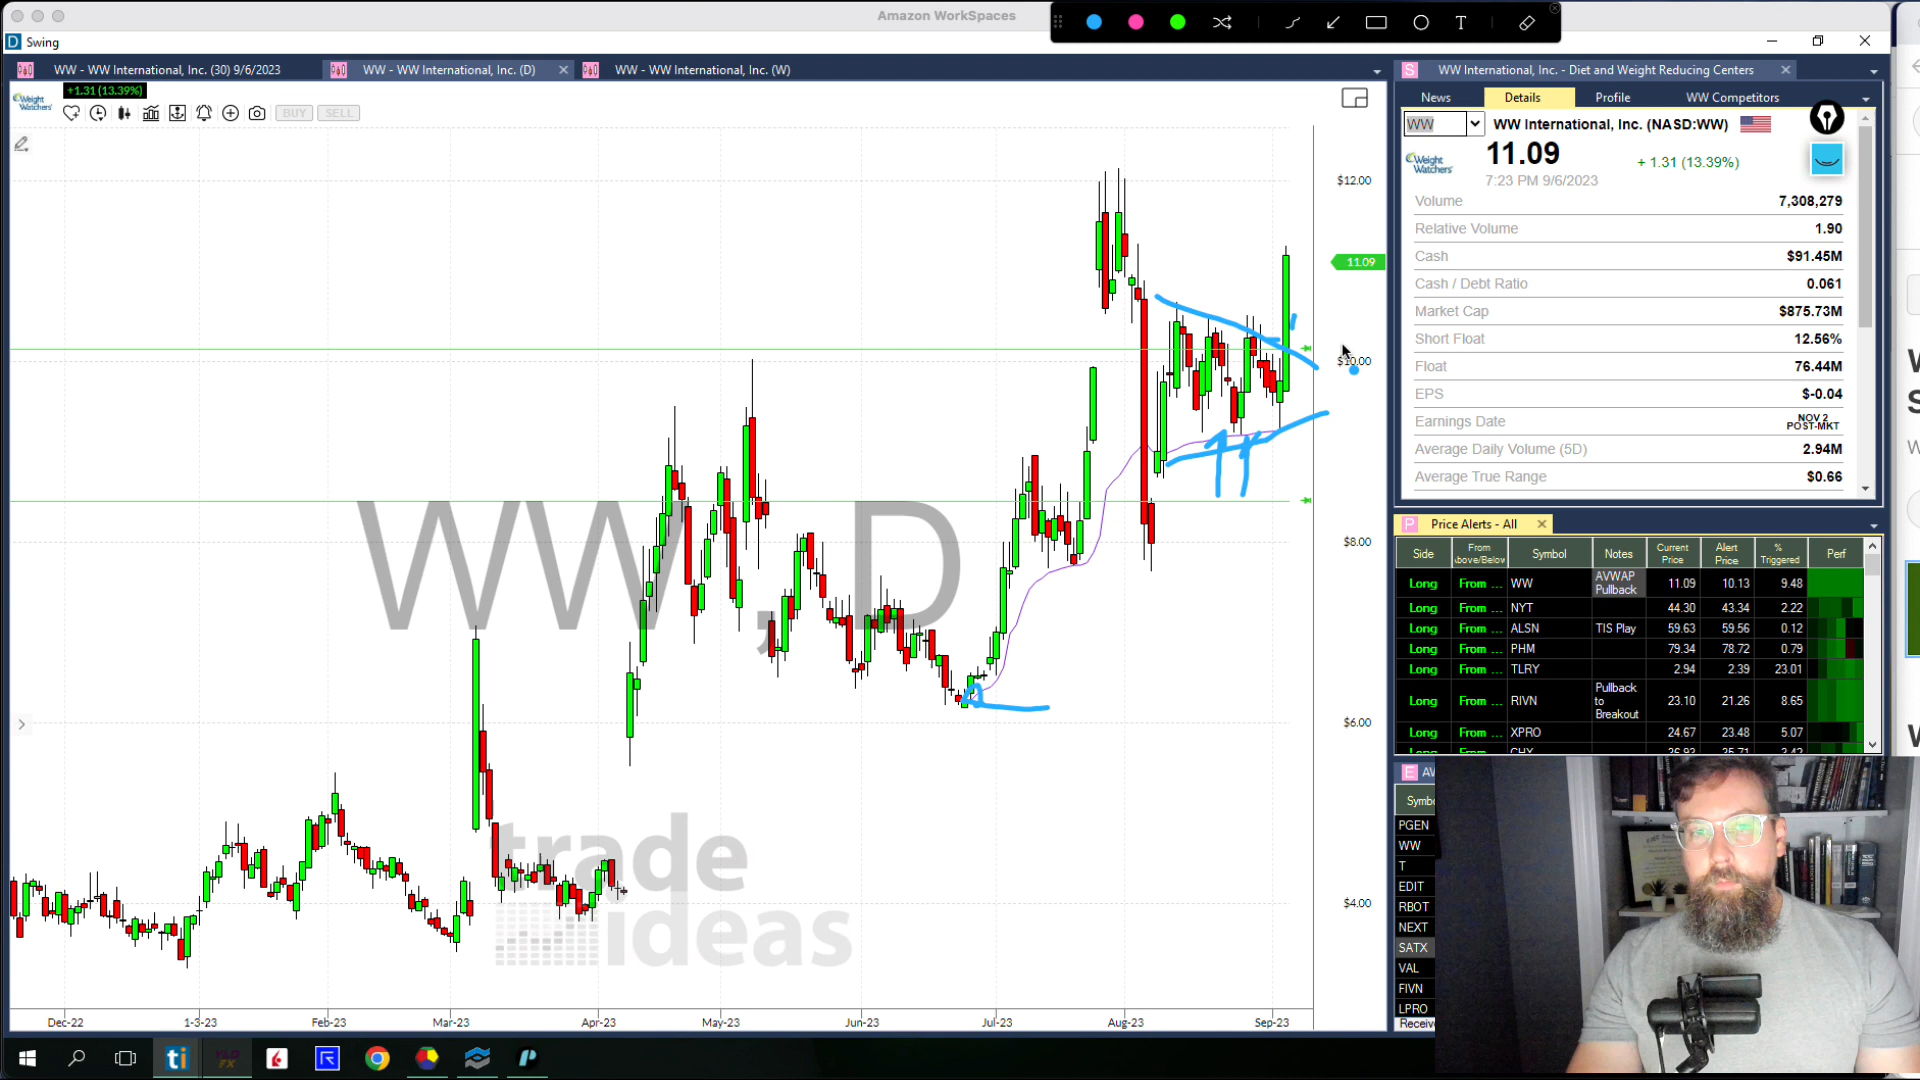 Amazon WorkSpaces
D Swing
WW - WW International, Inc. (30) 9/6/2023
WW - WW International, Inc. (D)
WW - WW International, Inc. (W)
Weight Watchers
+1.31 (13.39%)
BUY
SELL
$12.00
11.09
$10.00
$8.00
$6.00
$4.00
WW , D
trade
ideas
Dec-22
1-3-23
Feb-23
Mar-23
Apr-23
May-23
Jun-23
Jul-23
Aug-23
Sep-23
S WW International, Inc. - Diet and Weight Reducing Centers
News
Details
Profile
WW Competitors
WW
WW International, Inc. (NASD:WW)
Weight Watchers
11.09
+ 1.31 (13.39%)
7:23 PM 9/6/2023
Volume 7,308,279
Relative Volume 1.90
Cash $91.45M
Cash / Debt Ratio 0.061
Market Cap $875.73M
Short Float 12.56%
Float 76.44M
EPS $-0.04
Earnings Date NOV 2 POST-MKT
Average Daily Volume (5D) 2.94M
Average True Range $0.66
P Price Alerts - All
Side From Symbol Notes Current Price Alert Price % Triggered Perf
Long From ... WW AVWAP Pullback 11.09 10.13 9.48
Long From ... NYT 44.30 43.34 2.22
Long From ... ALSN TIS Play 59.63 59.56 0.12
Long From ... PHM 79.34 78.72 0.79
Long From ... TLRY 2.94 2.39 23.01
Long From ... RIVN Pullback to Breakout 23.10 21.26 8.65
Long From ... XPRO 24.67 23.48 5.07
E AV
Symbo
PGEN
WW
T
EDIT
RBOT
NEXT
SATX
VAL
FIVN
LPRO
Receiv
ti